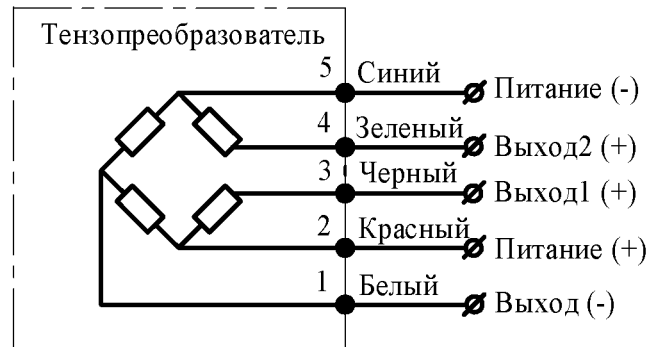 Тензопреобразователь
5 Синий Питание (-)
4 Зеленый Выход2 (+)
3 Черный Выход1 (+)
2 Красный Питание (+)
1 Белый Выход (-)